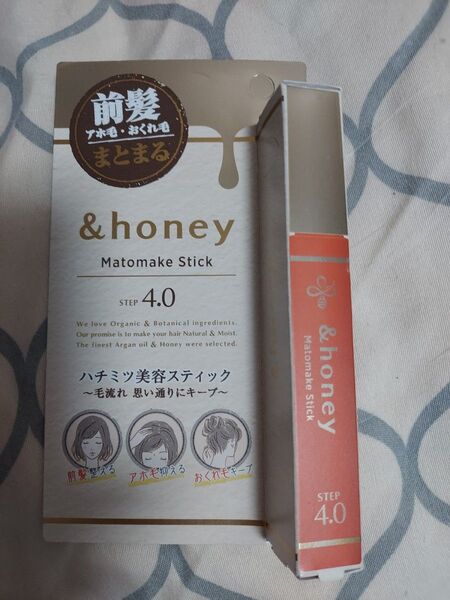 前髪
アホ毛・おくれ毛
まとまる
&honey
Matomake Stick
STEP 4.0
We love Organic & Botanical ingredients.
Our promise is to make your hair Natural & Moist.
The finest Argan oil & Honey were selected.
ハチミツ美容スティック
～毛流れ 思い通りにキープ～
前髪整える
アホ毛抑える
おくれ毛キープ
&honey
Matomake Stick
STEP
4.0